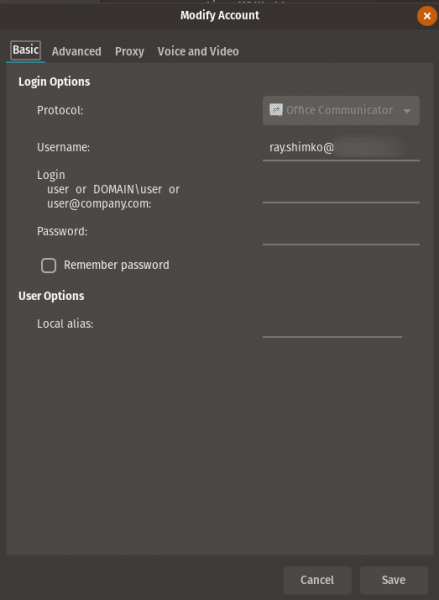 Modify Account
Basic Advanced Proxy Voice and Video
Login Options
Protocol: Office Communicator
Username: ray.shimko@
Login
user or DOMAIN\user or
user@company.com:
Password:
Remember password
User Options
Local alias:
Cancel Save